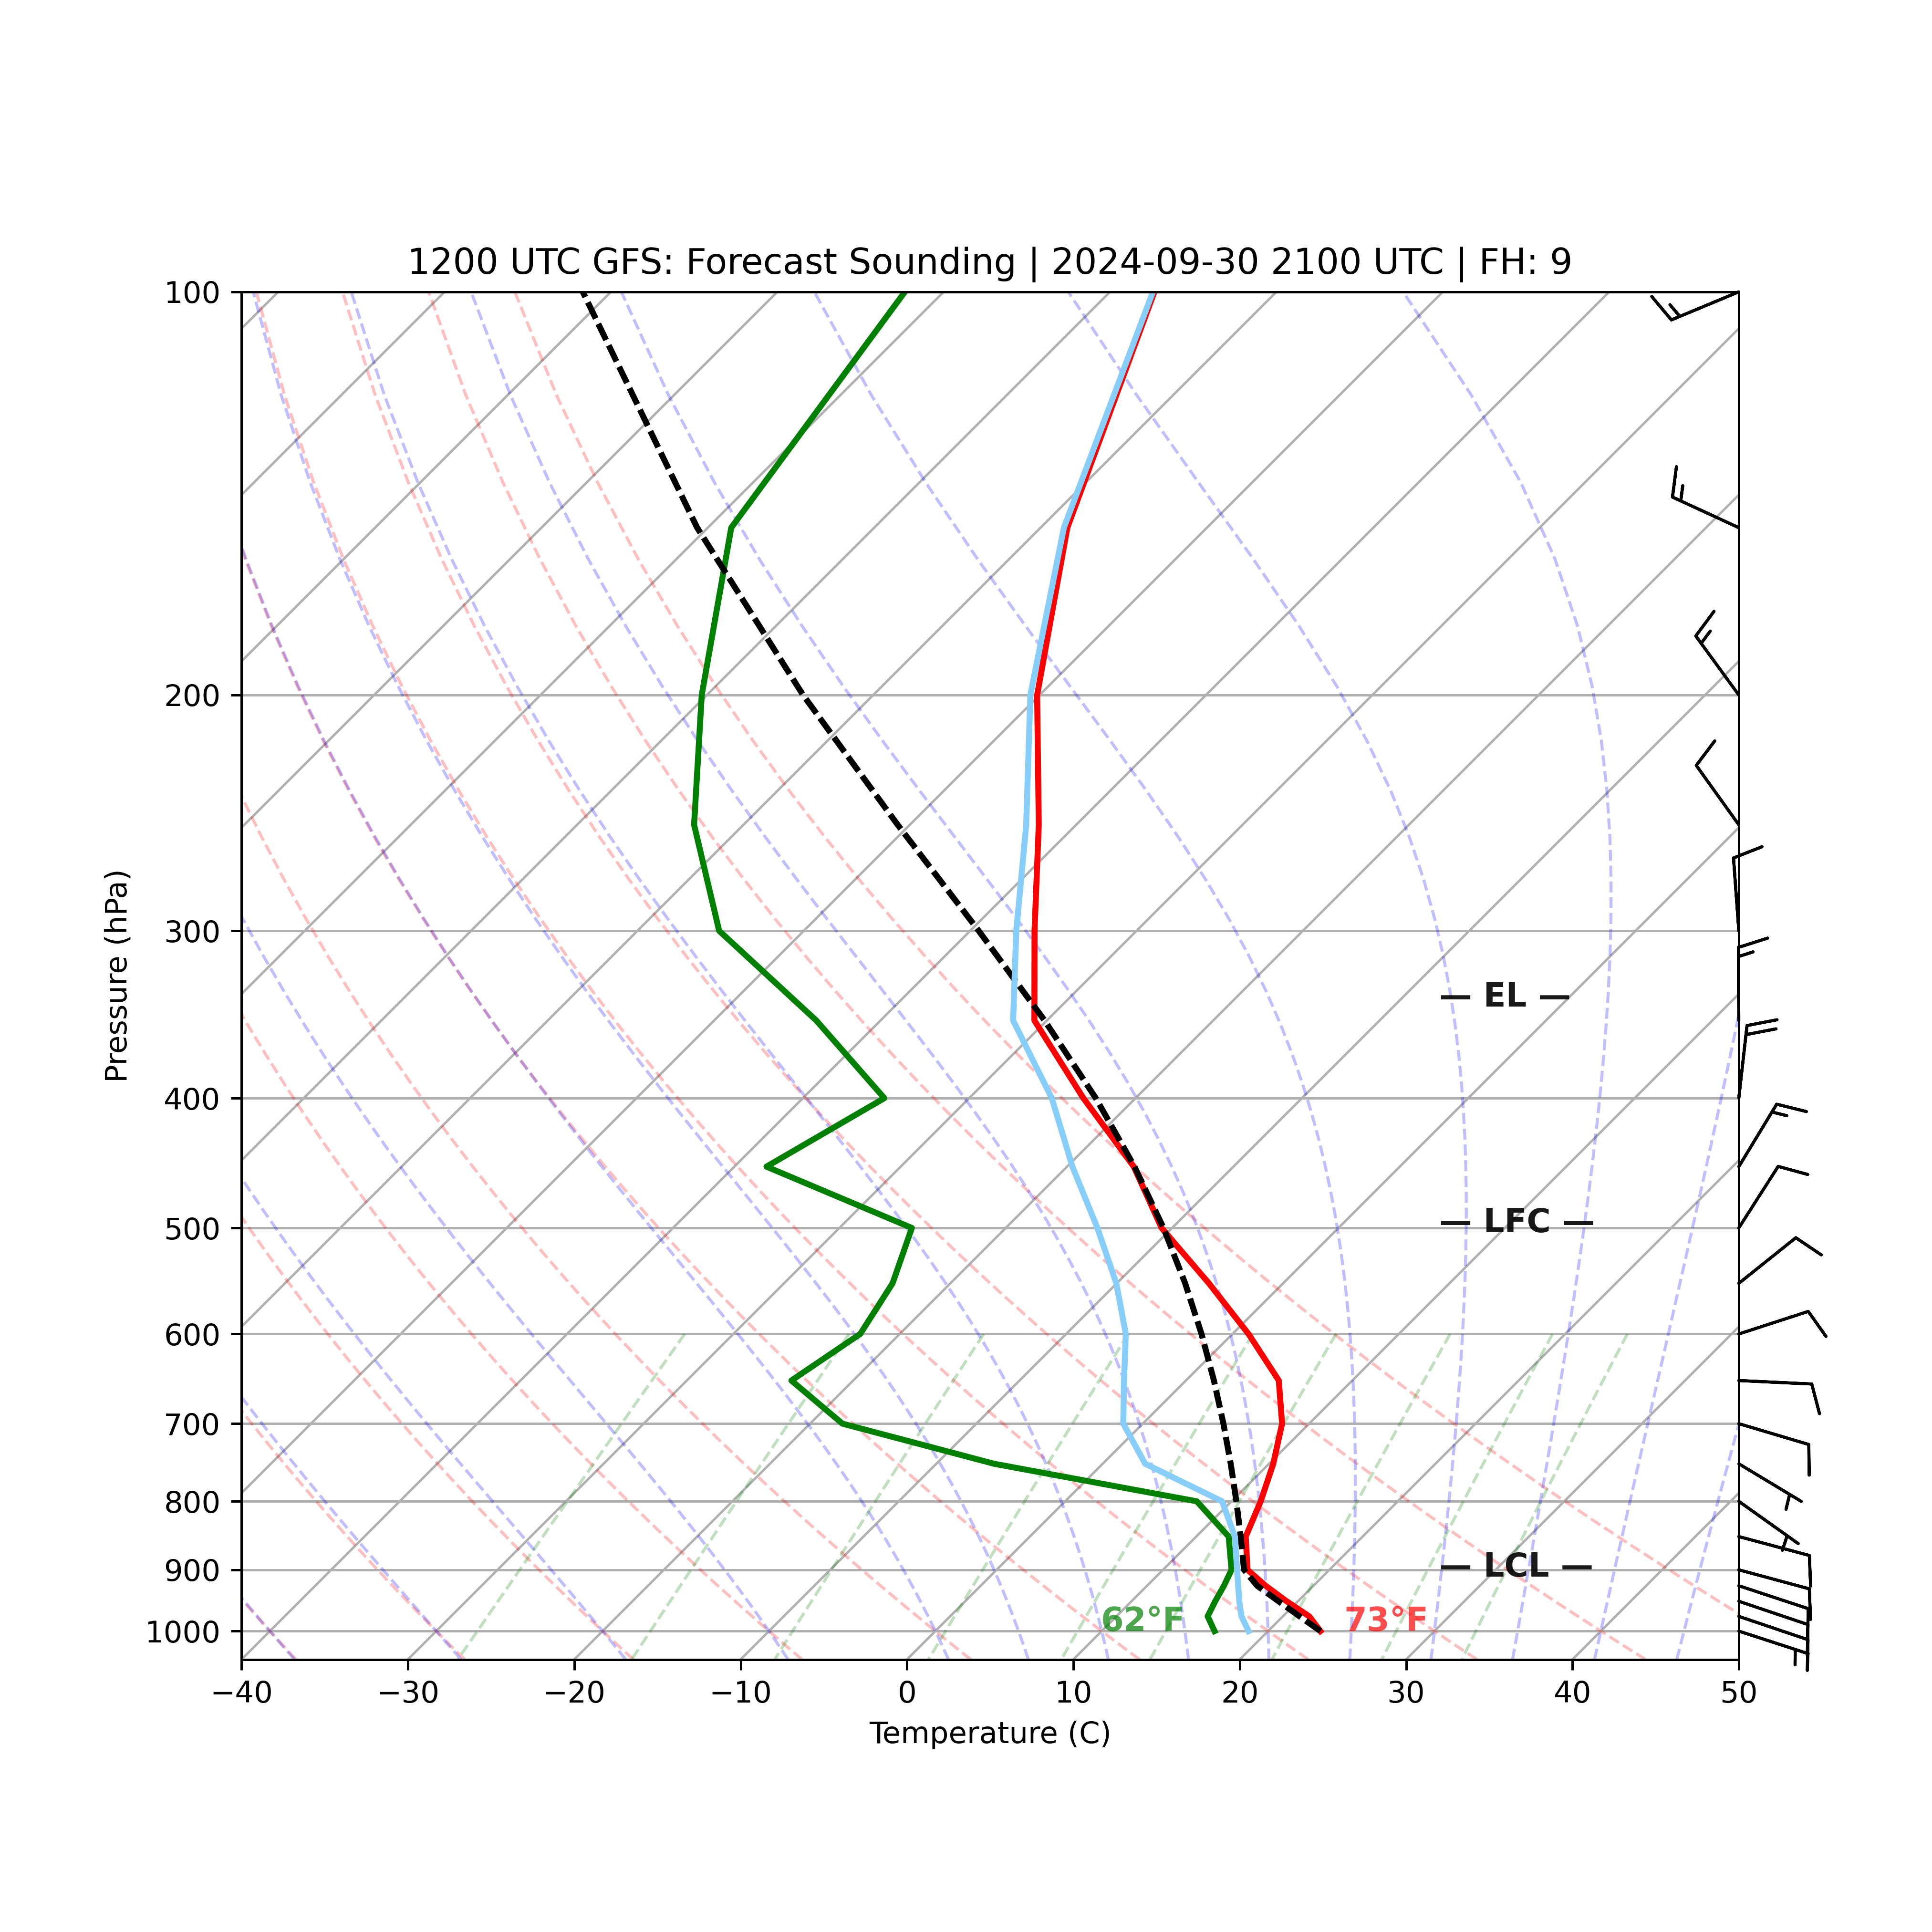 1200 UTC GFS: Forecast Sounding | 2024-09-30 2100 UTC | FH: 9
100
200
300
— EL —
Pressure (hPa)
400
500
— LFC —
600
700
800
900
— LCL —
1000
62°F
73°F
−40 −30 −20 −10 0 10 20 30 40 50
Temperature (C)